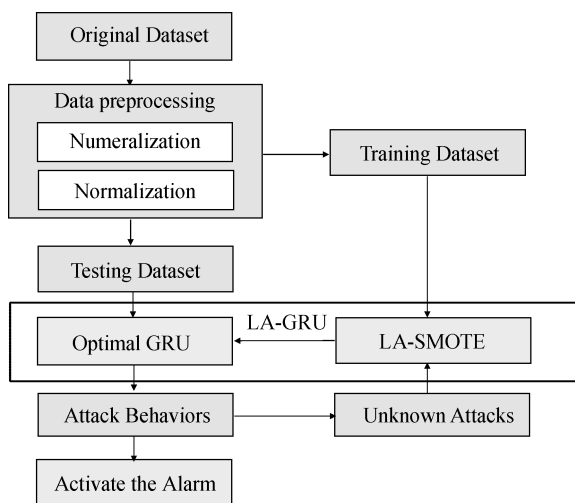 Original Dataset
Data preprocessing
Numeralization
Normalization
Training Dataset
Testing Dataset
LA-GRU
Optimal GRU
LA-SMOTE
Attack Behaviors
Unknown Attacks
Activate the Alarm